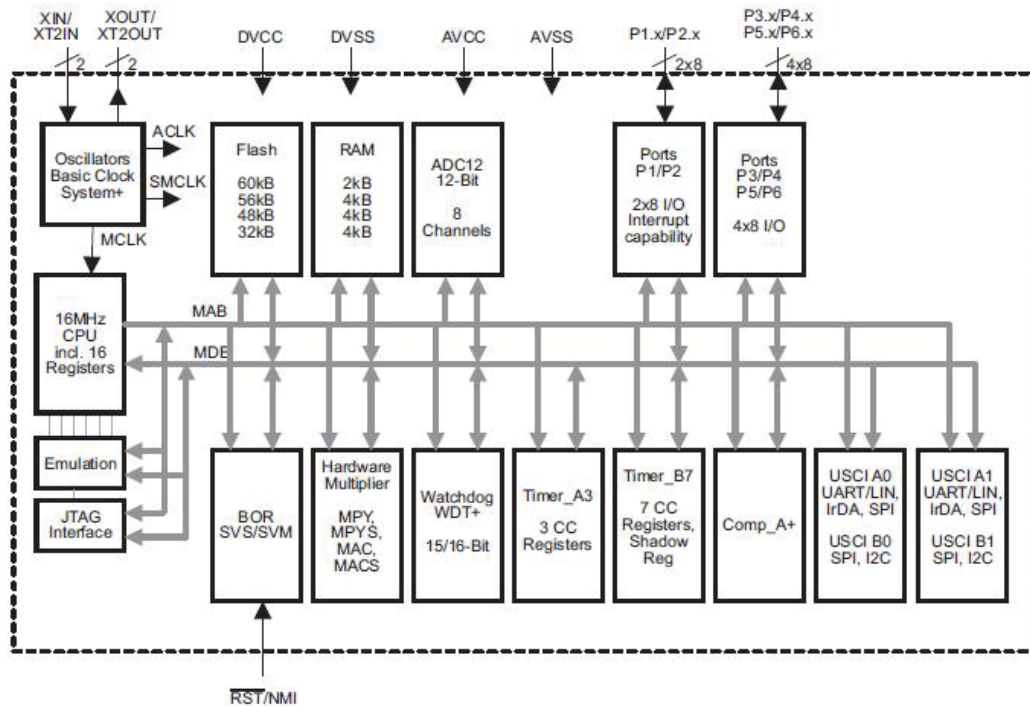 XIN/
XT2IN
XOUT/
XT2OUT
DVCC
DVSS
AVCC
AVSS
P1.x/P2.x
P3.x/P4.x
P5.x/P6.x
2
2
2x8
4x8
Oscillators
Basic Clock
System+
ACLK
SMCLK
MCLK
Flash
60kB
56kB
48kB
32kB
RAM
2kB
4kB
4kB
4kB
ADC12
12-Bit
8
Channels
Ports
P1/P2
2x8 I/O
Interrupt
capability
Ports
P3/P4
P5/P6
4x8 I/O
16MHz
CPU
incl. 16
Registers
MAB
MDB
Emulation
JTAG
Interface
BOR
SVS/SVM
Hardware
Multiplier
MPY,
MPYS,
MAC,
MACS
Watchdog
WDT+
15/16-Bit
Timer_A3
3 CC
Registers
Timer_B7
7 CC
Registers,
Shadow
Reg
Comp_A+
USCI A0
UART/LIN,
IrDA, SPI
USCI B0
SPI, I2C
USCI A1
UART/LIN,
IrDA, SPI
USCI B1
SPI, I2C
RST/NMI